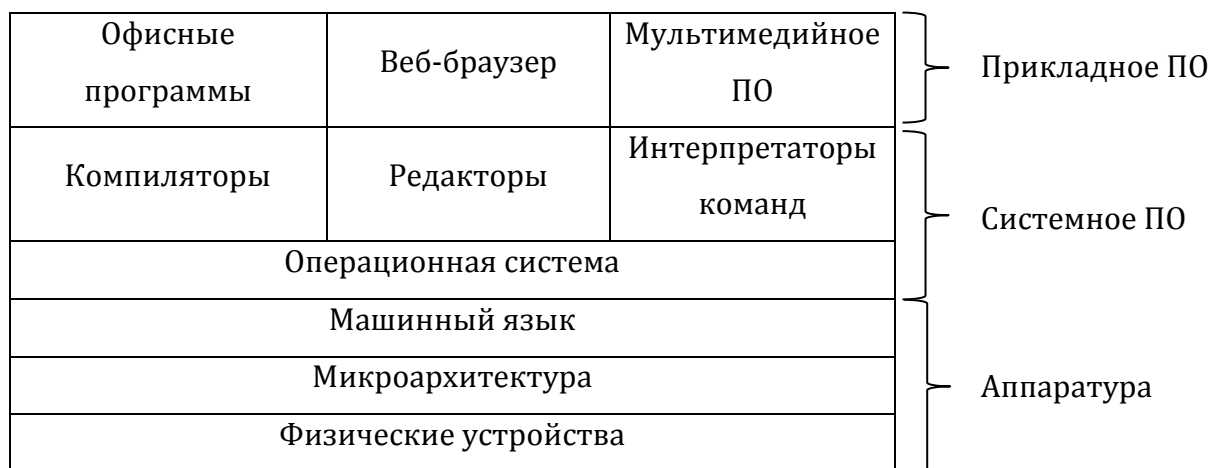 Офисные
программы
Веб-браузер
Мультимедийное
ПО
Прикладное ПО
Компиляторы
Редакторы
Интерпретаторы
команд
Системное ПО
Операционная система
Машинный язык
Микроархитектура
Аппаратура
Физические устройства